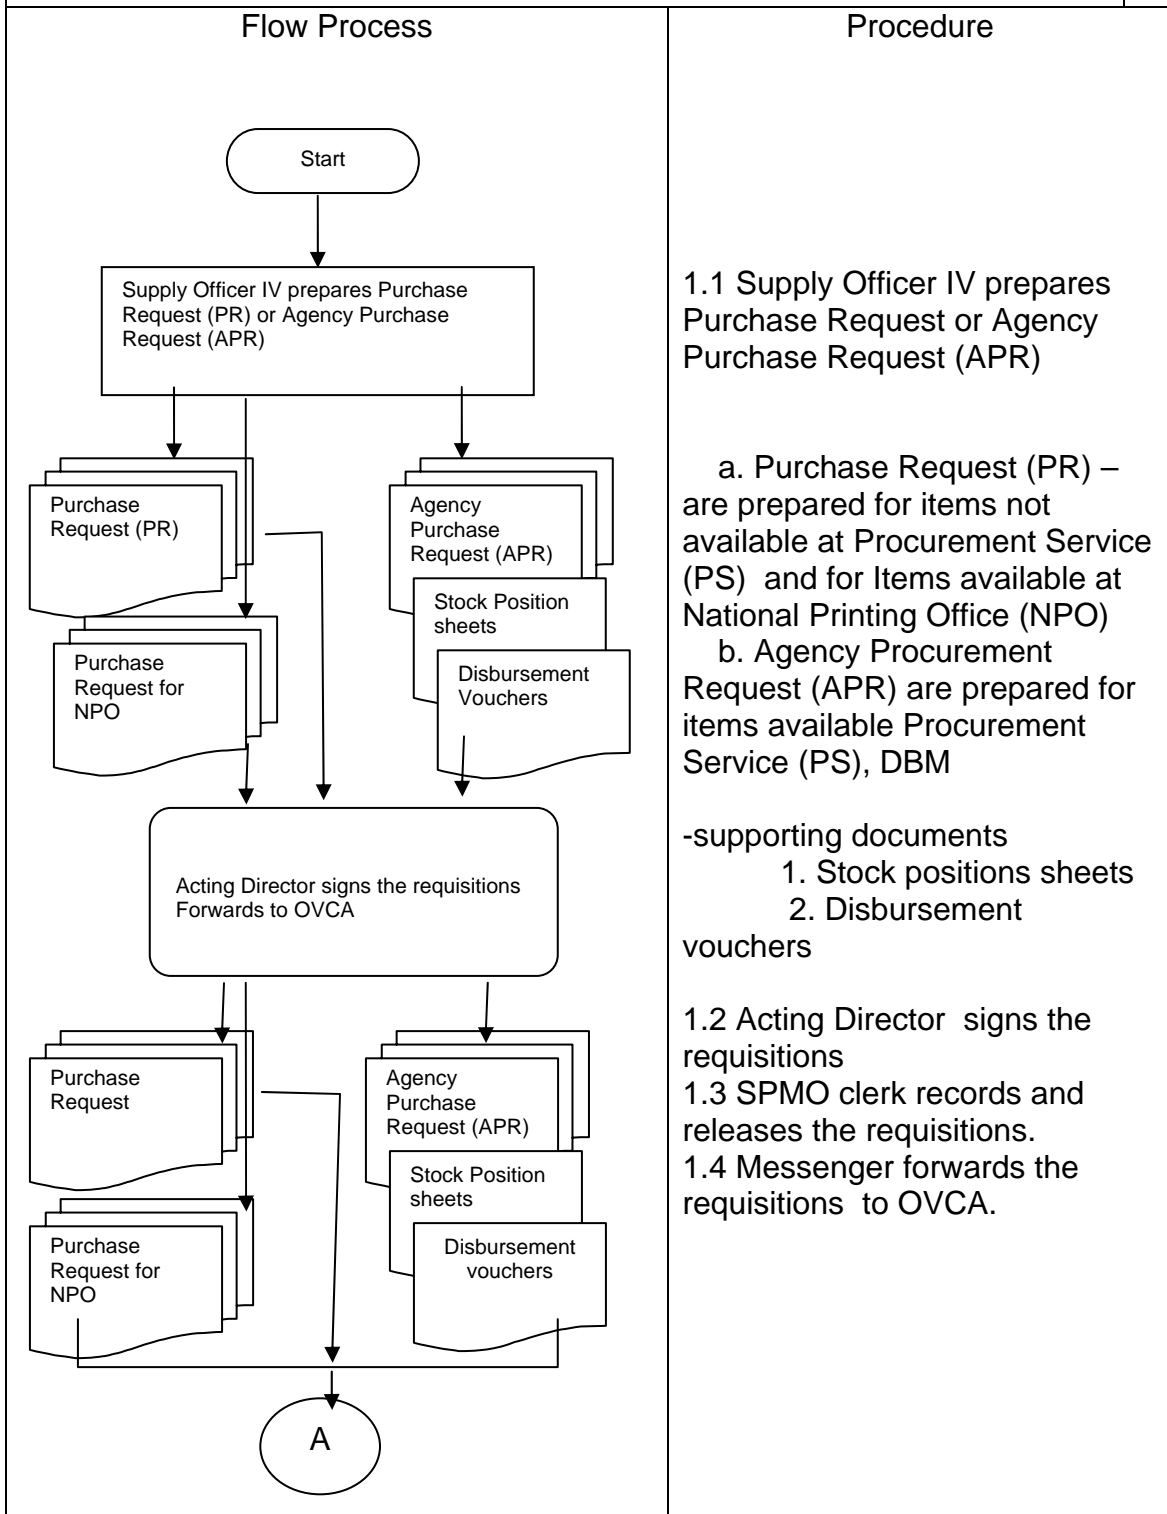 Flow Process
Procedure
Start
Supply Officer IV prepares Purchase
Request (PR) or Agency Purchase
Request (APR)
Purchase
Request (PR)
Agency
Purchase
Request (APR)
Stock Position
sheets
Purchase
Request for
NPO
Disbursement
Vouchers
Acting Director signs the requisitions
Forwards to OVCA
Purchase
Request
Agency
Purchase
Request (APR)
Stock Position
sheets
Purchase
Request for
NPO
Disbursement
vouchers
A
1.1 Supply Officer IV prepares
Purchase Request or Agency
Purchase Request (APR)
a. Purchase Request (PR) –
are prepared for items not
available at Procurement Service
(PS)  and for Items available at
National Printing Office (NPO)
b. Agency Procurement
Request (APR) are prepared for
items available Procurement
Service (PS), DBM
-supporting documents
1. Stock positions sheets
2. Disbursement
vouchers
1.2 Acting Director  signs the
requisitions
1.3 SPMO clerk records and
releases the requisitions.
1.4 Messenger forwards the
requisitions  to OVCA.